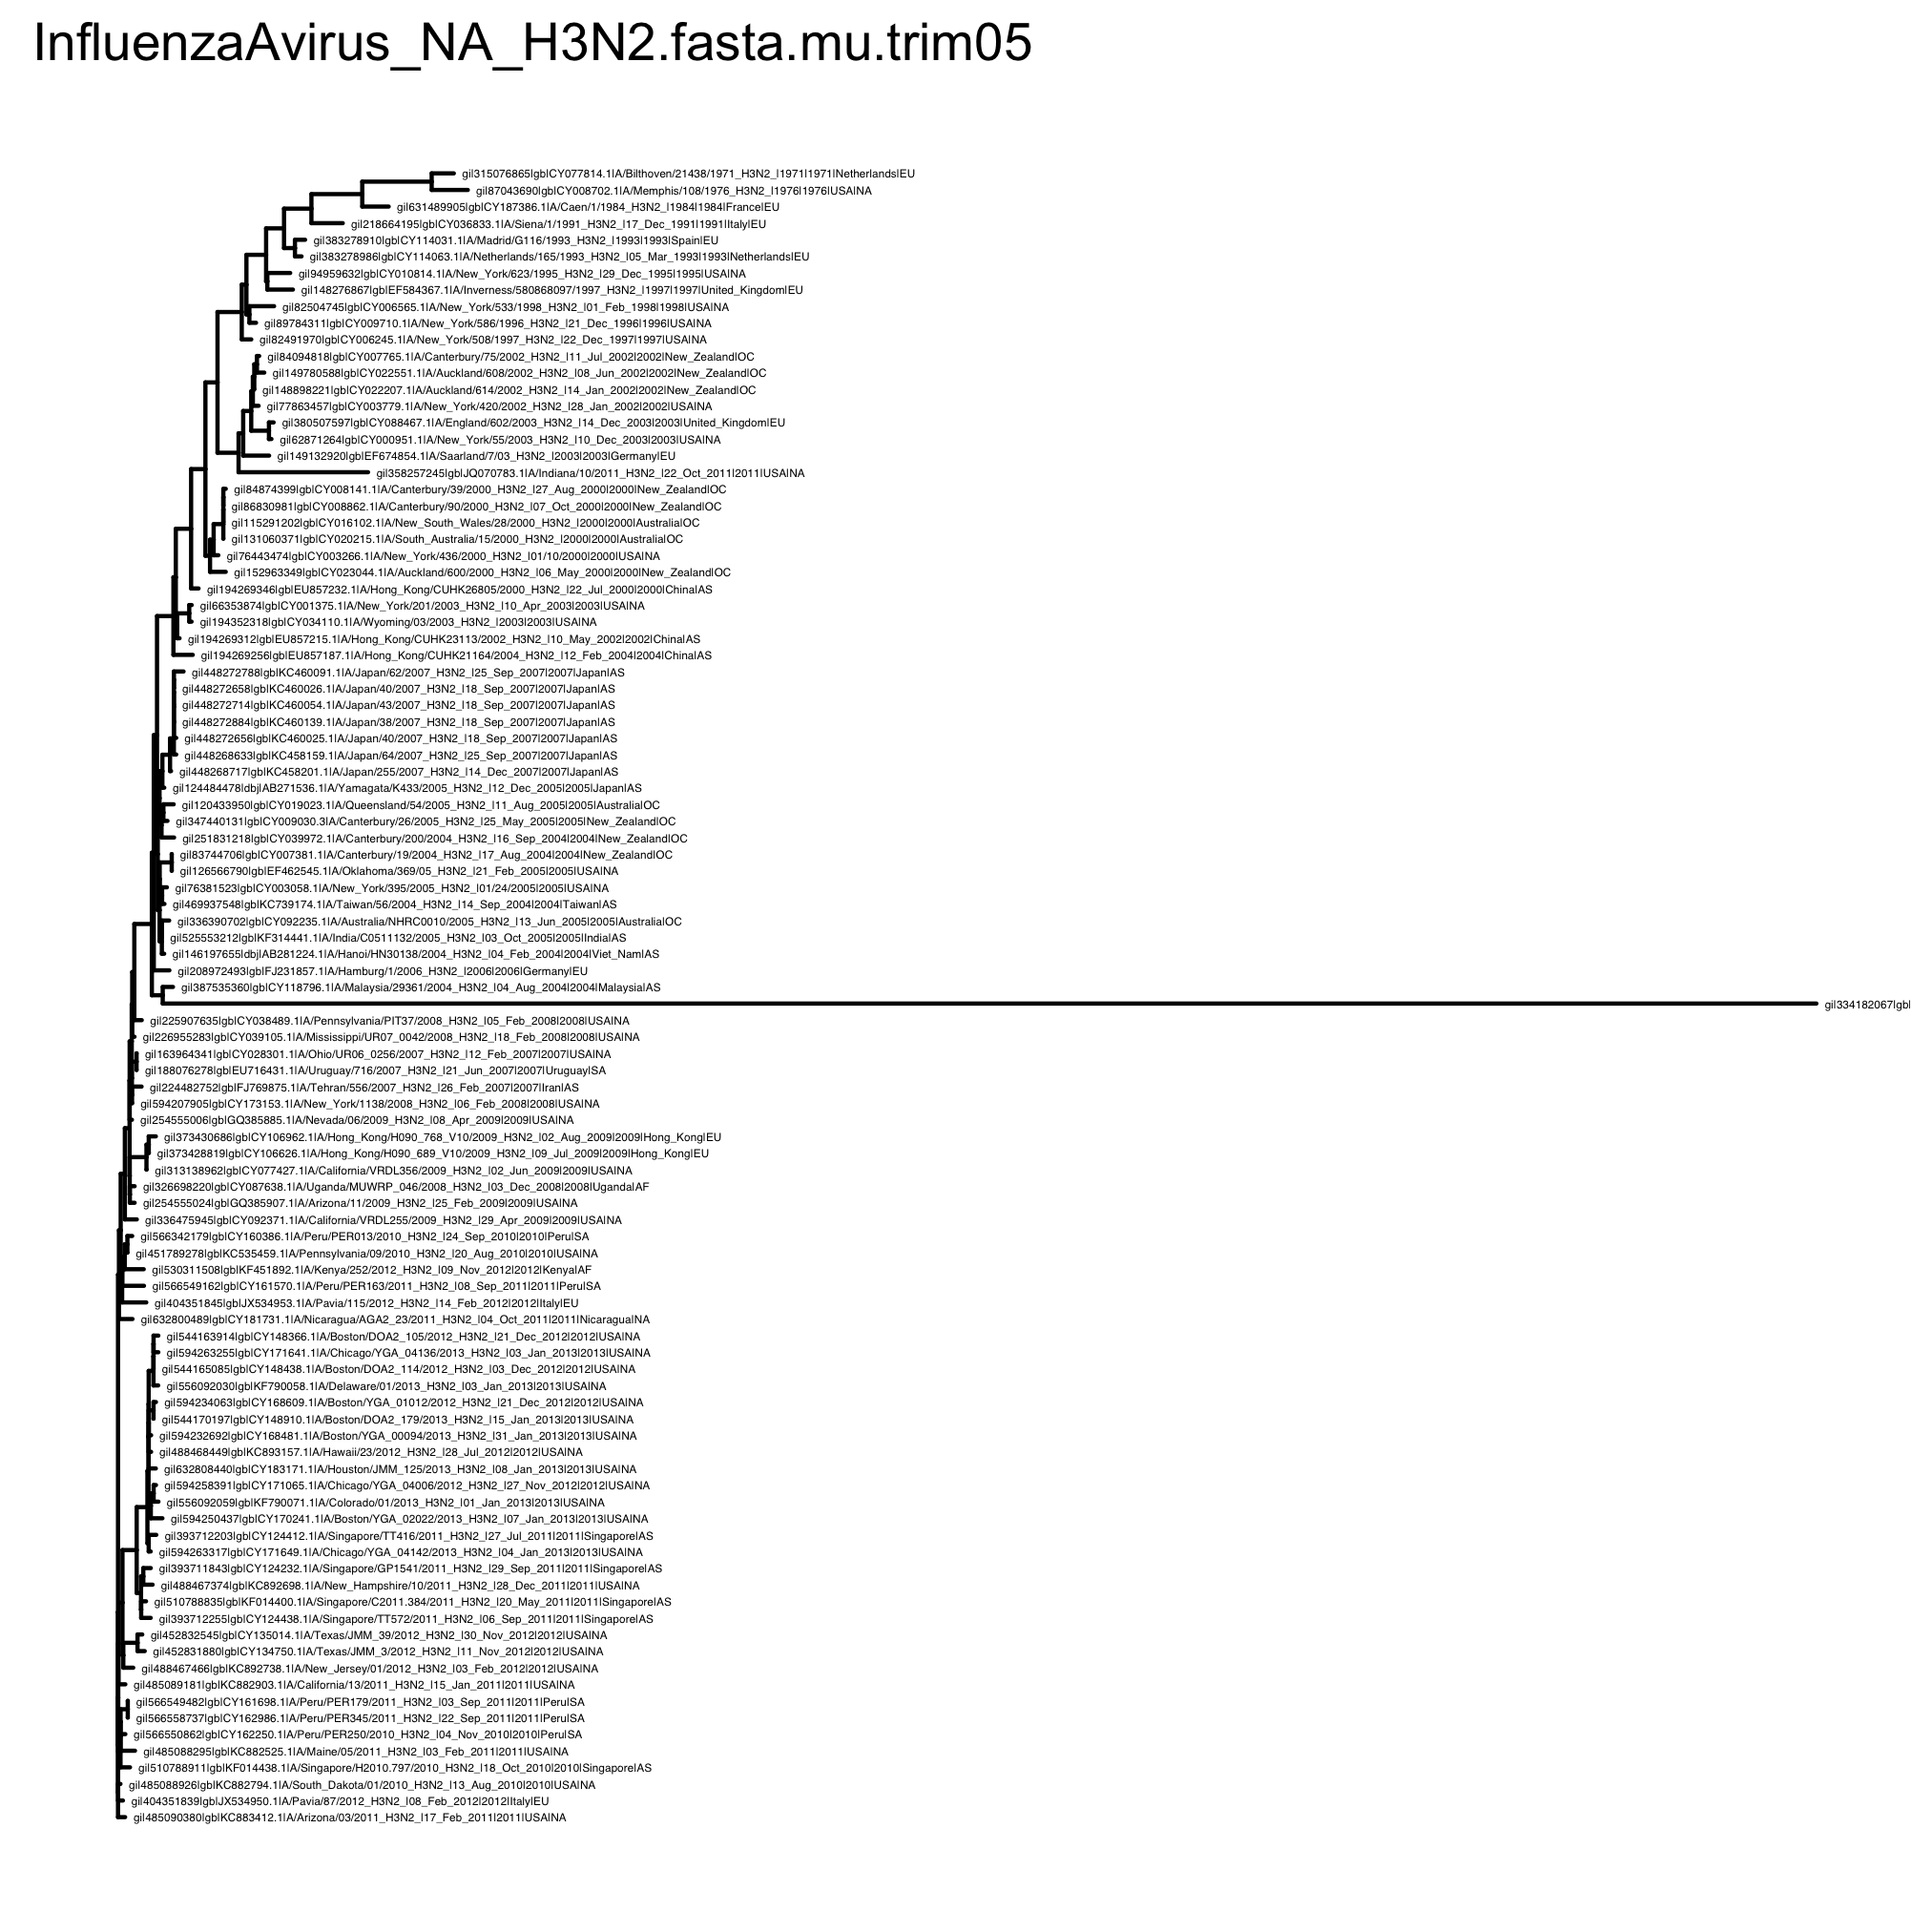 InfluenzaAvirus_NA_H3N2.fasta.mu.trim05
gi|315076865|gb|CY077814.1|A/Bilthoven/21438/1971_H3N2_|1971|1971|Netherlands|EU
gi|87043690|gb|CY008702.1|A/Memphis/108/1976_H3N2_|1976|1976|USA|NA
gi|631489905|gb|CY187386.1|A/Caen/1/1984_H3N2_|1984|1984|France|EU
gi|218664195|gb|CY036833.1|A/Siena/1/1991_H3N2_|17_Dec_1991|1991|Italy|EU
gi|383278910|gb|CY114031.1|A/Madrid/G116/1993_H3N2_|1993|1993|Spain|EU
gi|383278986|gb|CY114063.1|A/Netherlands/165/1993_H3N2_|05_Mar_1993|1993|Netherlands|EU
gi|94959632|gb|CY010814.1|A/New_York/623/1995_H3N2_|29_Dec_1995|1995|USA|NA
gi|148276867|gb|EF584367.1|A/Inverness/580868097/1997_H3N2_|1997|1997|United_Kingdom|EU
gi|82504745|gb|CY006565.1|A/New_York/533/1998_H3N2_|01_Feb_1998|1998|USA|NA
gi|89784311|gb|CY009710.1|A/New_York/586/1996_H3N2_|21_Dec_1996|1996|USA|NA
gi|82491970|gb|CY006245.1|A/New_York/508/1997_H3N2_|22_Dec_1997|1997|USA|NA
gi|84094818|gb|CY007765.1|A/Canterbury/75/2002_H3N2_|11_Jul_2002|2002|New_Zealand|OC
gi|149780588|gb|CY022551.1|A/Auckland/608/2002_H3N2_|08_Jun_2002|2002|New_Zealand|OC
gi|148898221|gb|CY022207.1|A/Auckland/614/2002_H3N2_|14_Jan_2002|2002|New_Zealand|OC
gi|77863457|gb|CY003779.1|A/New_York/420/2002_H3N2_|28_Jan_2002|2002|USA|NA
gi|380507597|gb|CY088467.1|A/England/602/2003_H3N2_|14_Dec_2003|2003|United_Kingdom|EU
gi|62871264|gb|CY000951.1|A/New_York/55/2003_H3N2_|10_Dec_2003|2003|USA|NA
gi|149132920|gb|EF674854.1|A/Saarland/7/03_H3N2_|2003|2003|Germany|EU
gi|358257245|gb|JQ070783.1|A/Indiana/10/2011_H3N2_|22_Oct_2011|2011|USA|NA
gi|84874399|gb|CY008141.1|A/Canterbury/39/2000_H3N2_|27_Aug_2000|2000|New_Zealand|OC
gi|86830981|gb|CY008862.1|A/Canterbury/90/2000_H3N2_|07_Oct_2000|2000|New_Zealand|OC
gi|115291202|gb|CY016102.1|A/New_South_Wales/28/2000_H3N2_|2000|2000|Australia|OC
gi|131060371|gb|CY020215.1|A/South_Australia/15/2000_H3N2_|2000|2000|Australia|OC
gi|76443474|gb|CY003266.1|A/New_York/436/2000_H3N2_|01/10/2000|2000|USA|NA
gi|152963349|gb|CY023044.1|A/Auckland/600/2000_H3N2_|06_May_2000|2000|New_Zealand|OC
gi|194269346|gb|EU857232.1|A/Hong_Kong/CUHK26805/2000_H3N2_|22_Jul_2000|2000|China|AS
gi|66353874|gb|CY001375.1|A/New_York/201/2003_H3N2_|10_Apr_2003|2003|USA|NA
gi|194352318|gb|CY034110.1|A/Wyoming/03/2003_H3N2_|2003|2003|USA|NA
gi|194269312|gb|EU857215.1|A/Hong_Kong/CUHK23113/2002_H3N2_|10_May_2002|2002|China|AS
gi|194269256|gb|EU857187.1|A/Hong_Kong/CUHK21164/2004_H3N2_|12_Feb_2004|2004|China|AS
gi|448272788|gb|KC460091.1|A/Japan/62/2007_H3N2_|25_Sep_2007|2007|Japan|AS
gi|448272658|gb|KC460026.1|A/Japan/40/2007_H3N2_|18_Sep_2007|2007|Japan|AS
gi|448272714|gb|KC460054.1|A/Japan/43/2007_H3N2_|18_Sep_2007|2007|Japan|AS
gi|448272884|gb|KC460139.1|A/Japan/38/2007_H3N2_|18_Sep_2007|2007|Japan|AS
gi|448272656|gb|KC460025.1|A/Japan/40/2007_H3N2_|18_Sep_2007|2007|Japan|AS
gi|448268633|gb|KC458159.1|A/Japan/64/2007_H3N2_|25_Sep_2007|2007|Japan|AS
gi|448268717|gb|KC458201.1|A/Japan/255/2007_H3N2_|14_Dec_2007|2007|Japan|AS
gi|124484478|dbj|AB271536.1|A/Yamagata/K433/2005_H3N2_|12_Dec_2005|2005|Japan|AS
gi|120433950|gb|CY019023.1|A/Queensland/54/2005_H3N2_|11_Aug_2005|2005|Australia|OC
gi|347440131|gb|CY009030.3|A/Canterbury/26/2005_H3N2_|25_May_2005|2005|New_Zealand|OC
gi|251831218|gb|CY039972.1|A/Canterbury/200/2004_H3N2_|16_Sep_2004|2004|New_Zealand|OC
gi|83744706|gb|CY007381.1|A/Canterbury/19/2004_H3N2_|17_Aug_2004|2004|New_Zealand|OC
gi|126566790|gb|EF462545.1|A/Oklahoma/369/05_H3N2_|21_Feb_2005|2005|USA|NA
gi|76381523|gb|CY003058.1|A/New_York/395/2005_H3N2_|01/24/2005|2005|USA|NA
gi|469937548|gb|KC739174.1|A/Taiwan/56/2004_H3N2_|14_Sep_2004|2004|Taiwan|AS
gi|336390702|gb|CY092235.1|A/Australia/NHRC0010/2005_H3N2_|13_Jun_2005|2005|Australia|OC
gi|525553212|gb|KF314441.1|A/India/C0511132/2005_H3N2_|03_Oct_2005|2005|India|AS
gi|146197655|dbj|AB281224.1|A/Hanoi/HN30138/2004_H3N2_|04_Feb_2004|2004|Viet_Nam|AS
gi|208972493|gb|FJ231857.1|A/Hamburg/1/2006_H3N2_|2006|2006|Germany|EU
gi|387535360|gb|CY118796.1|A/Malaysia/29361/2004_H3N2_|04_Aug_2004|2004|Malaysia|AS
gi|334182067|gb|
gi|225907635|gb|CY038489.1|A/Pennsylvania/PIT37/2008_H3N2_|05_Feb_2008|2008|USA|NA
gi|226955283|gb|CY039105.1|A/Mississippi/UR07_0042/2008_H3N2_|18_Feb_2008|2008|USA|NA
gi|163964341|gb|CY028301.1|A/Ohio/UR06_0256/2007_H3N2_|12_Feb_2007|2007|USA|NA
gi|188076278|gb|EU716431.1|A/Uruguay/716/2007_H3N2_|21_Jun_2007|2007|Uruguay|SA
gi|224482752|gb|FJ769875.1|A/Tehran/556/2007_H3N2_|26_Feb_2007|2007|Iran|AS
gi|594207905|gb|CY173153.1|A/New_York/1138/2008_H3N2_|06_Feb_2008|2008|USA|NA
gi|254555006|gb|GQ385885.1|A/Nevada/06/2009_H3N2_|08_Apr_2009|2009|USA|NA
gi|373430686|gb|CY106962.1|A/Hong_Kong/H090_768_V10/2009_H3N2_|02_Aug_2009|2009|Hong_Kong|EU
gi|373428819|gb|CY106626.1|A/Hong_Kong/H090_689_V10/2009_H3N2_|09_Jul_2009|2009|Hong_Kong|EU
gi|313138962|gb|CY077427.1|A/California/VRDL356/2009_H3N2_|02_Jun_2009|2009|USA|NA
gi|326698220|gb|CY087638.1|A/Uganda/MUWRP_046/2008_H3N2_|03_Dec_2008|2008|Uganda|AF
gi|254555024|gb|GQ385907.1|A/Arizona/11/2009_H3N2_|25_Feb_2009|2009|USA|NA
gi|336475945|gb|CY092371.1|A/California/VRDL255/2009_H3N2_|29_Apr_2009|2009|USA|NA
gi|566342179|gb|CY160386.1|A/Peru/PER013/2010_H3N2_|24_Sep_2010|2010|Peru|SA
gi|451789278|gb|KC535459.1|A/Pennsylvania/09/2010_H3N2_|20_Aug_2010|2010|USA|NA
gi|530311508|gb|KF451892.1|A/Kenya/252/2012_H3N2_|09_Nov_2012|2012|Kenya|AF
gi|566549162|gb|CY161570.1|A/Peru/PER163/2011_H3N2_|08_Sep_2011|2011|Peru|SA
gi|404351845|gb|JX534953.1|A/Pavia/115/2012_H3N2_|14_Feb_2012|2012|Italy|EU
gi|632800489|gb|CY181731.1|A/Nicaragua/AGA2_23/2011_H3N2_|04_Oct_2011|2011|Nicaragua|NA
gi|544163914|gb|CY148366.1|A/Boston/DOA2_105/2012_H3N2_|21_Dec_2012|2012|USA|NA
gi|594263255|gb|CY171641.1|A/Chicago/YGA_04136/2013_H3N2_|03_Jan_2013|2013|USA|NA
gi|544165085|gb|CY148438.1|A/Boston/DOA2_114/2012_H3N2_|03_Dec_2012|2012|USA|NA
gi|556092030|gb|KF790058.1|A/Delaware/01/2013_H3N2_|03_Jan_2013|2013|USA|NA
gi|594234063|gb|CY168609.1|A/Boston/YGA_01012/2012_H3N2_|21_Dec_2012|2012|USA|NA
gi|544170197|gb|CY148910.1|A/Boston/DOA2_179/2013_H3N2_|15_Jan_2013|2013|USA|NA
gi|594232692|gb|CY168481.1|A/Boston/YGA_00094/2013_H3N2_|31_Jan_2013|2013|USA|NA
gi|488468449|gb|KC893157.1|A/Hawaii/23/2012_H3N2_|28_Jul_2012|2012|USA|NA
gi|632808440|gb|CY183171.1|A/Houston/JMM_125/2013_H3N2_|08_Jan_2013|2013|USA|NA
gi|594258391|gb|CY171065.1|A/Chicago/YGA_04006/2012_H3N2_|27_Nov_2012|2012|USA|NA
gi|556092059|gb|KF790071.1|A/Colorado/01/2013_H3N2_|01_Jan_2013|2013|USA|NA
gi|594250437|gb|CY170241.1|A/Boston/YGA_02022/2013_H3N2_|07_Jan_2013|2013|USA|NA
gi|393712203|gb|CY124412.1|A/Singapore/TT416/2011_H3N2_|27_Jul_2011|2011|Singapore|AS
gi|594263317|gb|CY171649.1|A/Chicago/YGA_04142/2013_H3N2_|04_Jan_2013|2013|USA|NA
gi|393711843|gb|CY124232.1|A/Singapore/GP1541/2011_H3N2_|29_Sep_2011|2011|Singapore|AS
gi|488467374|gb|KC892698.1|A/New_Hampshire/10/2011_H3N2_|28_Dec_2011|2011|USA|NA
gi|510788835|gb|KF014400.1|A/Singapore/C2011.384/2011_H3N2_|20_May_2011|2011|Singapore|AS
gi|393712255|gb|CY124438.1|A/Singapore/TT572/2011_H3N2_|06_Sep_2011|2011|Singapore|AS
gi|452832545|gb|CY135014.1|A/Texas/JMM_39/2012_H3N2_|30_Nov_2012|2012|USA|NA
gi|452831880|gb|CY134750.1|A/Texas/JMM_3/2012_H3N2_|11_Nov_2012|2012|USA|NA
gi|488467466|gb|KC892738.1|A/New_Jersey/01/2012_H3N2_|03_Feb_2012|2012|USA|NA
gi|485089181|gb|KC882903.1|A/California/13/2011_H3N2_|15_Jan_2011|2011|USA|NA
gi|566549482|gb|CY161698.1|A/Peru/PER179/2011_H3N2_|03_Sep_2011|2011|Peru|SA
gi|566558737|gb|CY162986.1|A/Peru/PER345/2011_H3N2_|22_Sep_2011|2011|Peru|SA
gi|566550862|gb|CY162250.1|A/Peru/PER250/2010_H3N2_|04_Nov_2010|2010|Peru|SA
gi|485088295|gb|KC882525.1|A/Maine/05/2011_H3N2_|03_Feb_2011|2011|USA|NA
gi|510788911|gb|KF014438.1|A/Singapore/H2010.797/2010_H3N2_|18_Oct_2010|2010|Singapore|AS
gi|485088926|gb|KC882794.1|A/South_Dakota/01/2010_H3N2_|13_Aug_2010|2010|USA|NA
gi|404351839|gb|JX534950.1|A/Pavia/87/2012_H3N2_|08_Feb_2012|2012|Italy|EU
gi|485090380|gb|KC883412.1|A/Arizona/03/2011_H3N2_|17_Feb_2011|2011|USA|NA